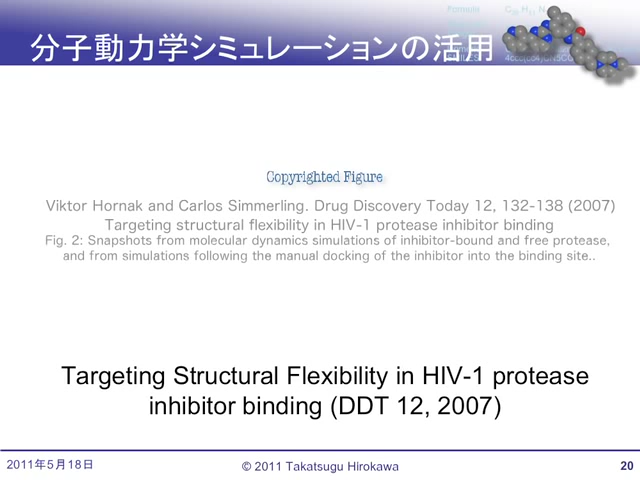 分子動力学シミュレーションの活用
Formula
Copyrighted Figure
Viktor Hornak and Carlos Simmerling. Drug Discovery Today 12, 132-138 (2007)
Targeting structural flexibility in HIV-1 protease inhibitor binding
Fig. 2: Snapshots from molecular dynamics simulations of inhibitor-bound and free protease,
and from simulations following the manual docking of the inhibitor into the binding site..
Targeting Structural Flexibility in HIV-1 protease
inhibitor binding (DDT 12, 2007)
2011年5月18日
© 2011 Takatsugu Hirokawa
20